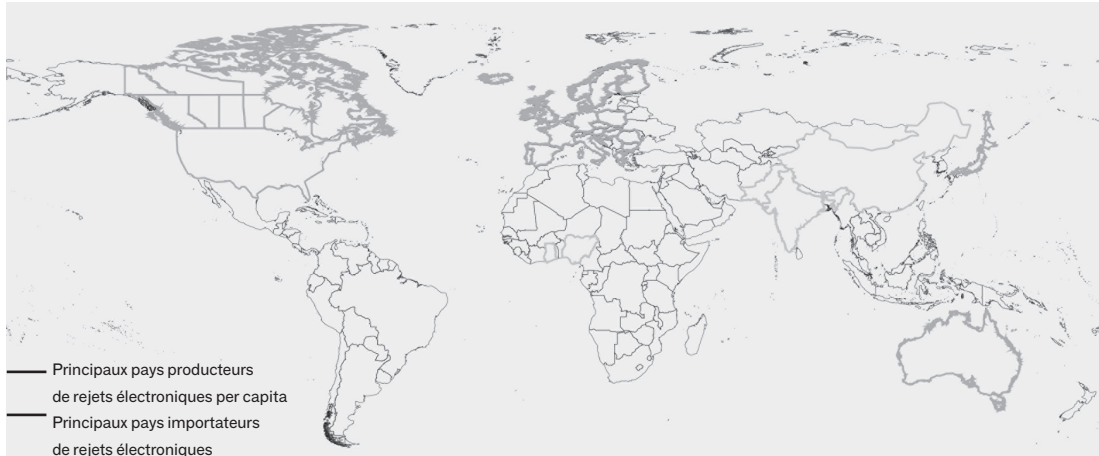 Principaux pays producteurs
de rejets électroniques per capita
Principaux pays importateurs
de rejets électroniques